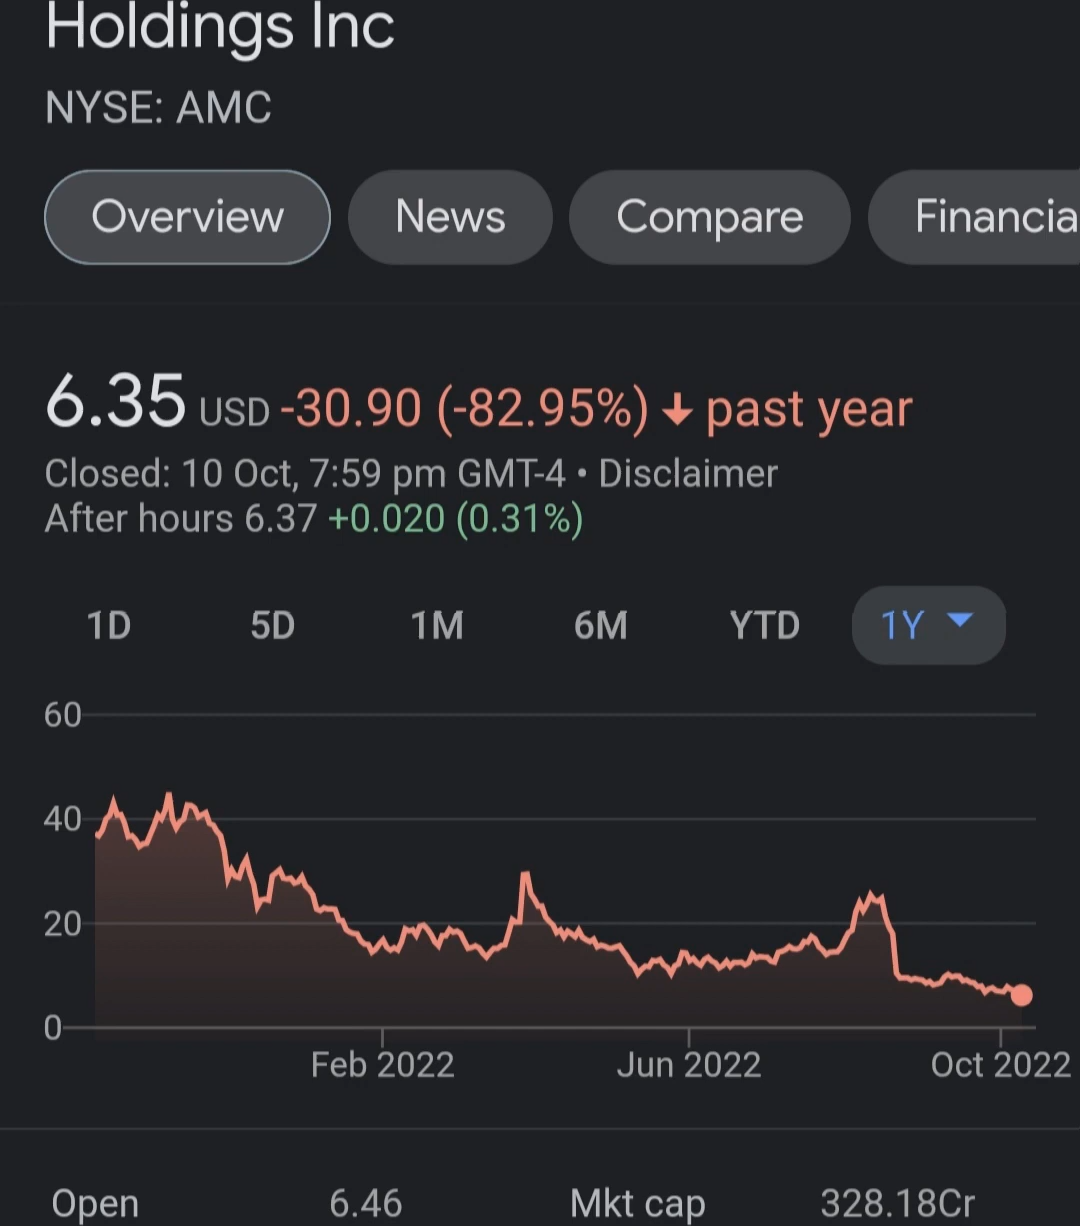 Holdings Inc
NYSE: AMC
Overview News Compare Financia
6.35 USD -30.90 (-82.95%) ↓ past year
Closed: 10 Oct, 7:59 pm GMT-4 • Disclaimer
After hours 6.37 +0.020 (0.31%)
1D 5D 1M 6M YTD 1Y
60
40
20
0
Feb 2022 Jun 2022 Oct 2022
Open 6.46 Mkt cap 328.18Cr